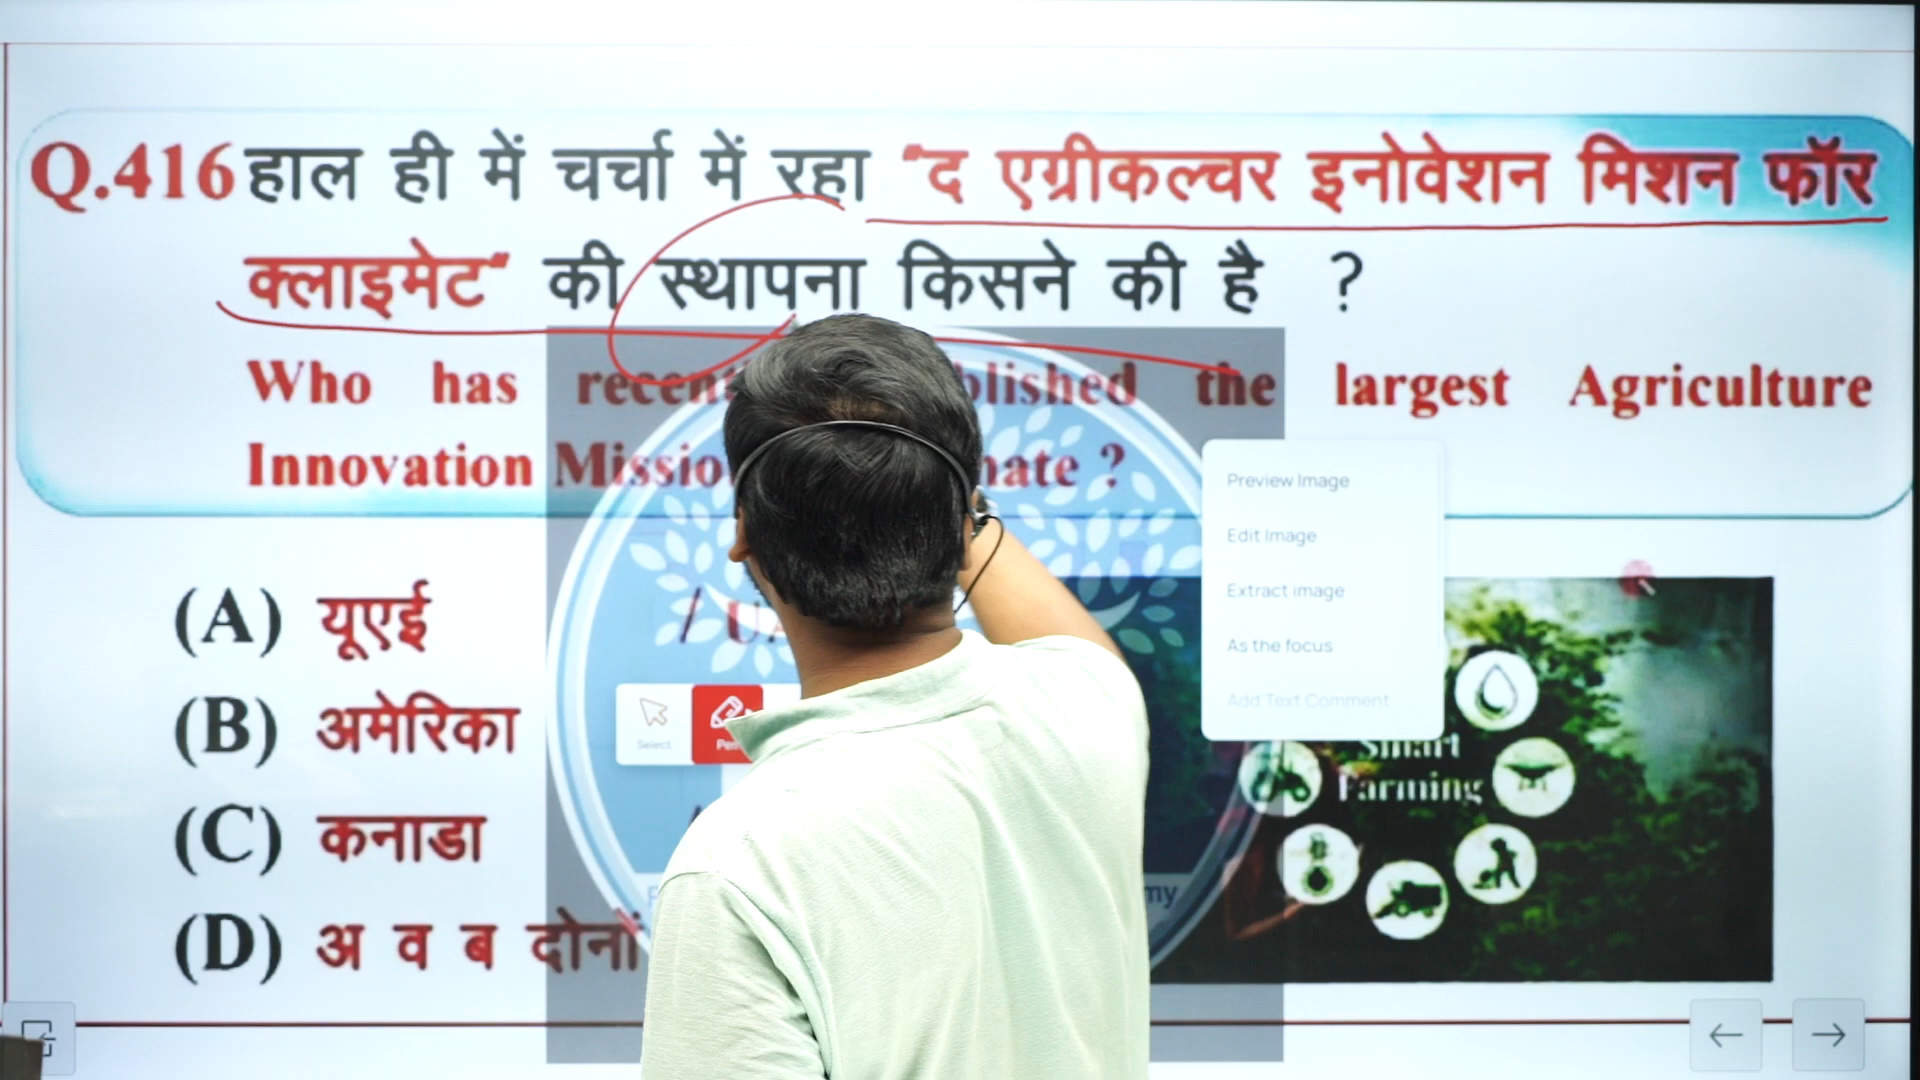 Q.416 हाल ही में चर्चा में रहा "द एग्रीकल्चर इनोवेशन मिशन फॉर
क्लाइमेट" की स्थापना किसने की है ?
Who has the largest Agriculture
Innovation ?
(A) यूएई /
(B) अमेरिका
(C) कनाडा
(D) अ व ब दोनों
Preview Image
Edit Image
Extract image
As the focus
Add Text Comment
Select
Smart
Farming